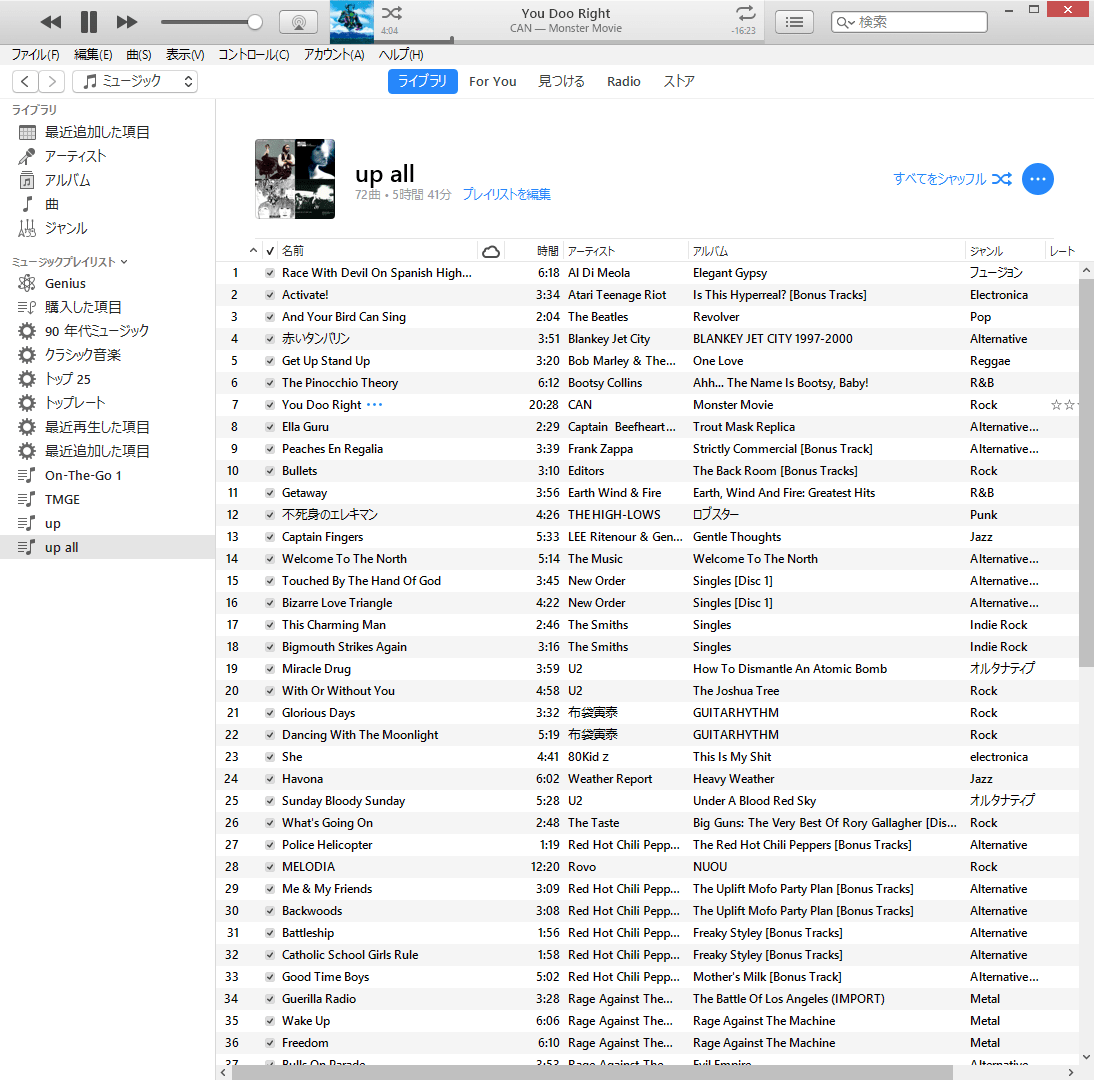 You Doo Right
CAN — Monster Movie
4:04
-16:23
検索
ファイル(F) 編集(E) 曲(S) 表示(V) コントロール(C) アカウント(A) ヘルプ(H)
ミュージック ライブラリ For You 見つける Radio ストア
ライブラリ
最近追加した項目
アーティスト
アルバム
曲
ジャンル
ミュージックプレイリスト
Genius
購入した項目
90 年代ミュージック
クラシック音楽
トップ 25
トップレート
最近再生した項目
最近追加した項目
On-The-Go 1
TMGE
up
up all
up all
72曲 • 5時間 41分 プレイリストを編集
すべてをシャッフル
名前 時間 アーティスト アルバム ジャンル レート
1 Race With Devil On Spanish High... 6:18 Al Di Meola Elegant Gypsy フュージョン
2 Activate! 3:34 Atari Teenage Riot Is This Hyperreal? [Bonus Tracks] Electronica
3 And Your Bird Can Sing 2:04 The Beatles Revolver Pop
4 赤いタンバリン 3:51 Blankey Jet City BLANKEY JET CITY 1997-2000 Alternative
5 Get Up Stand Up 3:20 Bob Marley & The... One Love Reggae
6 The Pinocchio Theory 6:12 Bootsy Collins Ahh... The Name Is Bootsy, Baby! R&B
7 You Doo Right ••• 20:28 CAN Monster Movie Rock ☆☆
8 Ella Guru 2:29 Captain Beefheart... Trout Mask Replica Alternative...
9 Peaches En Regalia 3:39 Frank Zappa Strictly Commercial [Bonus Track] Alternative...
10 Bullets 3:10 Editors The Back Room [Bonus Tracks] Rock
11 Getaway 3:56 Earth Wind & Fire Earth, Wind And Fire: Greatest Hits R&B
12 不死身のエレキマン 4:26 THE HIGH-LOWS ロブスター Punk
13 Captain Fingers 5:33 LEE Ritenour & Gen... Gentle Thoughts Jazz
14 Welcome To The North 5:14 The Music Welcome To The North Alternative...
15 Touched By The Hand Of God 3:45 New Order Singles [Disc 1] Alternative...
16 Bizarre Love Triangle 4:22 New Order Singles [Disc 1] Alternative...
17 This Charming Man 2:46 The Smiths Singles Indie Rock
18 Bigmouth Strikes Again 3:16 The Smiths Singles Indie Rock
19 Miracle Drug 3:59 U2 How To Dismantle An Atomic Bomb オルタナティブ
20 With Or Without You 4:58 U2 The Joshua Tree Rock
21 Glorious Days 3:32 布袋寅泰 GUITARHYTHM Rock
22 Dancing With The Moonlight 5:19 布袋寅泰 GUITARHYTHM Rock
23 She 4:41 80Kidz This Is My Shit electronica
24 Havona 6:02 Weather Report Heavy Weather Jazz
25 Sunday Bloody Sunday 5:28 U2 Under A Blood Red Sky オルタナティブ
26 What's Going On 2:48 The Taste Big Guns: The Very Best Of Rory Gallagher [Dis... Rock
27 Police Helicopter 1:19 Red Hot Chili Pepp... The Red Hot Chili Peppers [Bonus Tracks] Alternative
28 MELODIA 12:20 Rovo NUOU Rock
29 Me & My Friends 3:09 Red Hot Chili Pepp... The Uplift Mofo Party Plan [Bonus Tracks] Alternative
30 Backwoods 3:08 Red Hot Chili Pepp... The Uplift Mofo Party Plan [Bonus Tracks] Alternative
31 Battleship 1:56 Red Hot Chili Pepp... Freaky Styley [Bonus Tracks] Alternative
32 Catholic School Girls Rule 1:58 Red Hot Chili Pepp... Freaky Styley [Bonus Tracks] Alternative
33 Good Time Boys 5:02 Red Hot Chili Pepp... Mother's Milk [Bonus Track] Alternative...
34 Guerilla Radio 3:28 Rage Against The... The Battle Of Los Angeles (IMPORT) Metal
35 Wake Up 6:06 Rage Against The... Rage Against The Machine Metal
36 Freedom 6:10 Rage Against The... Rage Against The Machine Metal
37 Bulls On Parade 3:53 Rage Against The... Evil Empire Alternative